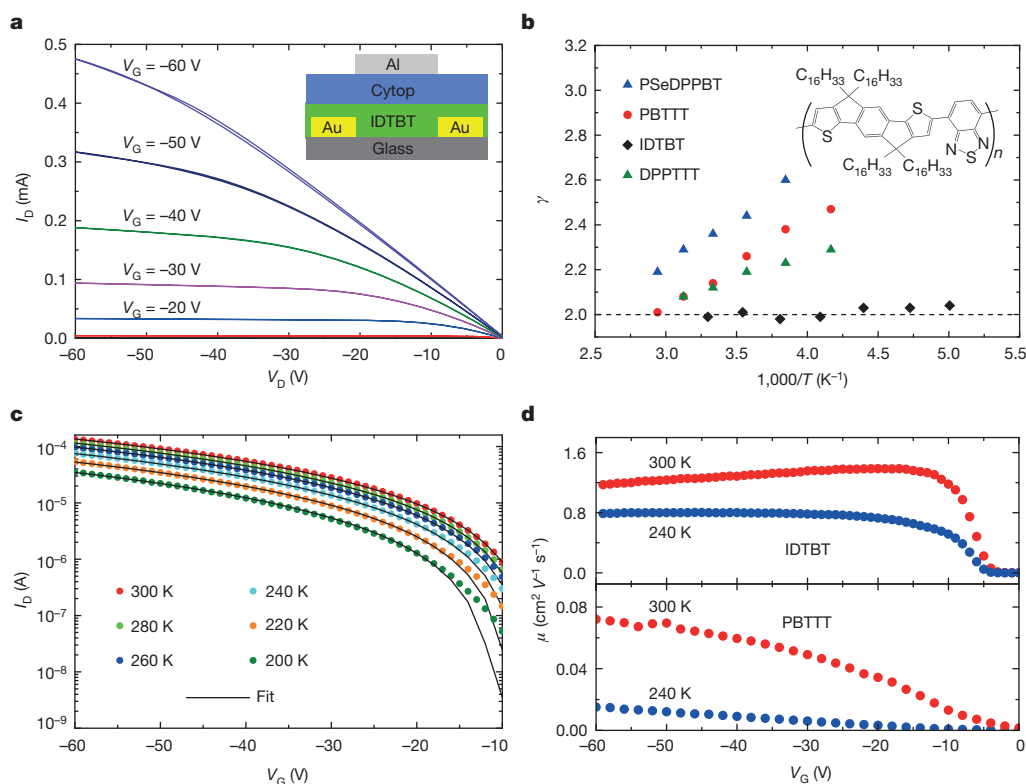 a
0.5
0.4
0.3
0.2
0.1
0.0
I_D (mA)
V_G = –60 V
V_G = –50 V
V_G = –40 V
V_G = –30 V
V_G = –20 V
Al
Cytop
IDTBT
Au
Au
Glass
–60 –50 –40 –30 –20 –10 0
V_D (V)
b
3.2
3.0
2.8
2.6
2.4
2.2
2.0
1.8
γ
PSeDPPBT
PBTTT
IDTBT
DPPTTT
C₁₆H₃₃ C₁₆H₃₃
S
S
N N
S
n
C₁₆H₃₃ C₁₆H₃₃
2.5 3.0 3.5 4.0 4.5 5.0 5.5
1,000/T (K⁻¹)
c
10⁻⁴
10⁻⁵
10⁻⁶
10⁻⁷
10⁻⁸
10⁻⁹
I_D (A)
300 K 240 K
280 K 220 K
260 K 200 K
Fit
–60 –50 –40 –30 –20 –10
V_G (V)
d
1.6
0.8
0.0
300 K
240 K
IDTBT
μ (cm² V⁻¹ s⁻¹)
0.08
0.04
0.00
300 K
PBTTT
240 K
–60 –50 –40 –30 –20 –10 0
V_G (V)